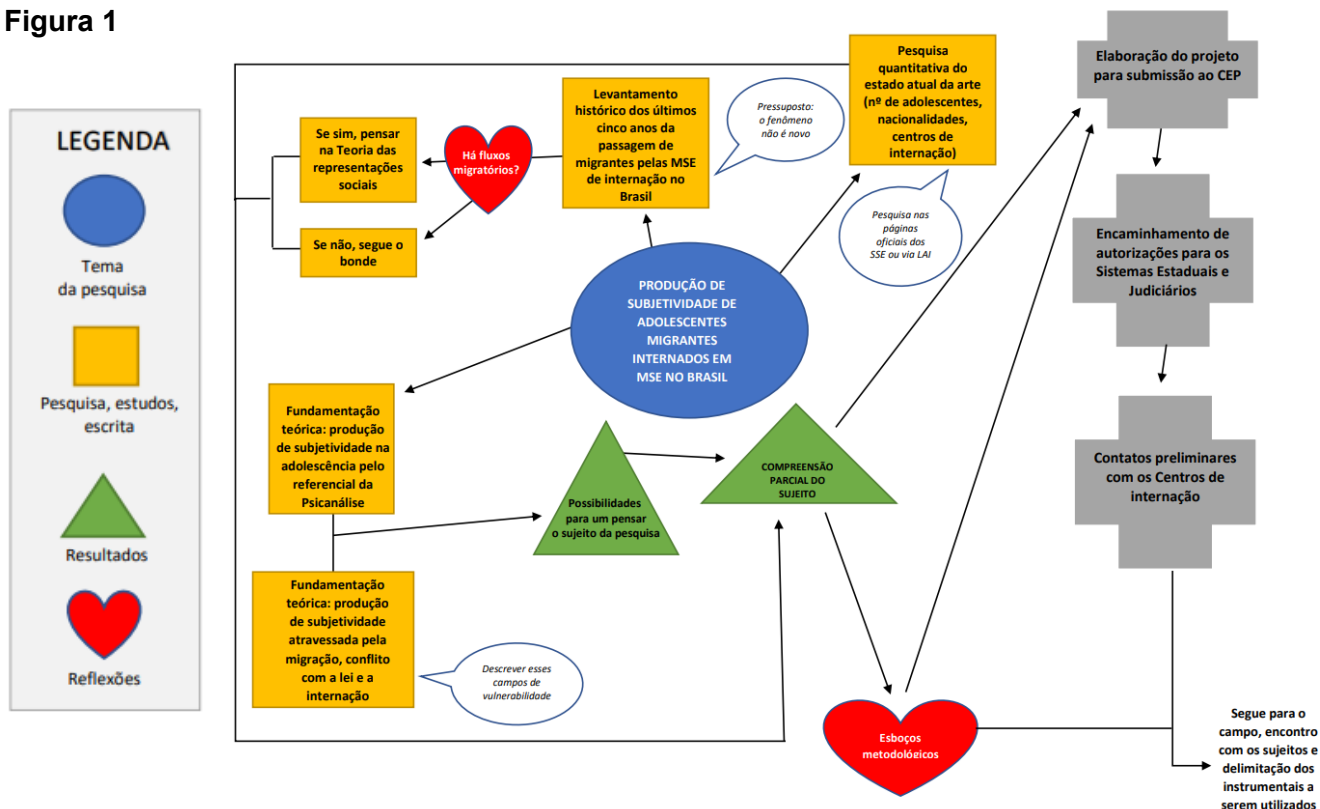 Figura 1
LEGENDA
Tema
da pesquisa
Pesquisa, estudos,
escrita
Resultados
Reflexões
Se sim, pensar
na Teoria das
representações
sociais
Se não, segue o
bonde
Há fluxos
migratórios?
Levantamento
histórico dos últimos
cinco anos da
passagem de
migrantes pelas MSE
de internação no
Brasil
Pressuposto:
o fenômeno
não é novo
Pesquisa
quantitativa do
estado atual da arte
(nº de adolescentes,
nacionalidades,
centros de
internação)
Pesquisa nas
páginas
oficiais dos
SSE ou via LAI
PRODUÇÃO DE
SUBJETIVIDADE DE
ADOLESCENTES
MIGRANTES
INTERNADOS EM
MSE NO BRASIL
Fundamentação
teórica: produção
de subjetividade na
adolescência pelo
referencial da
Psicanálise
Fundamentação
teórica: produção
de subjetividade
atravessada pela
migração, conflito
com a lei e a
internação
Descrever esses
campos de
vulnerabilidade
Possibilidades
para um pensar
o sujeito da pesquisa
COMPREENSÃO
PARCIAL DO
SUJEITO
Esboços
metodológicos
Elaboração do projeto
para submissão ao CEP
Encaminhamento de
autorizações para os
Sistemas Estaduais e
Judiciários
Contatos preliminares
com os Centros de
internação
Segue para o
campo, encontro
com os sujeitos e
delimitação dos
instrumentais a
serem utilizados